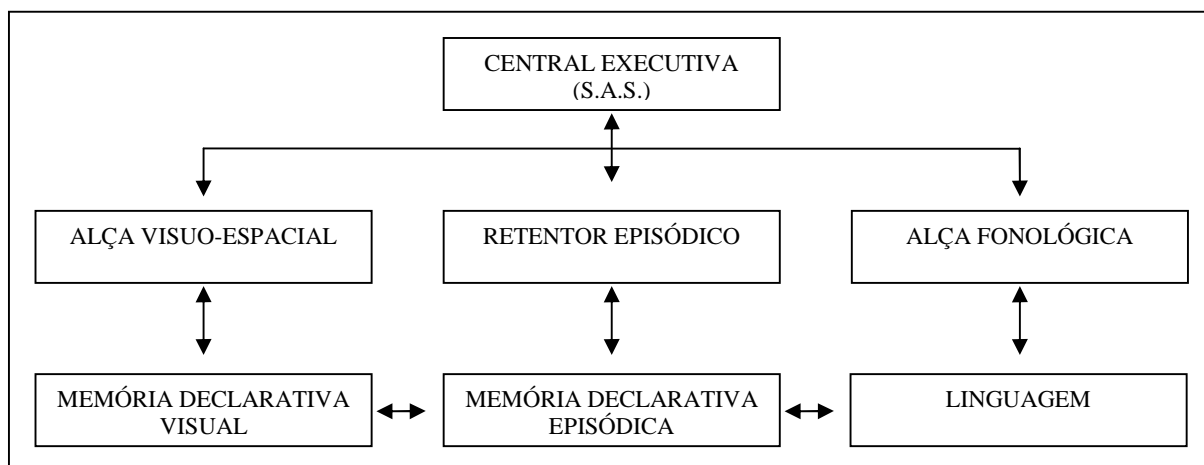 CENTRAL EXECUTIVA
(S.A.S.)
ALÇA VISUO-ESPACIAL
RETENTOR EPISÓDICO
ALÇA FONOLÓGICA
MEMÓRIA DECLARATIVA
VISUAL
MEMÓRIA DECLARATIVA
EPISÓDICA
LINGUAGEM